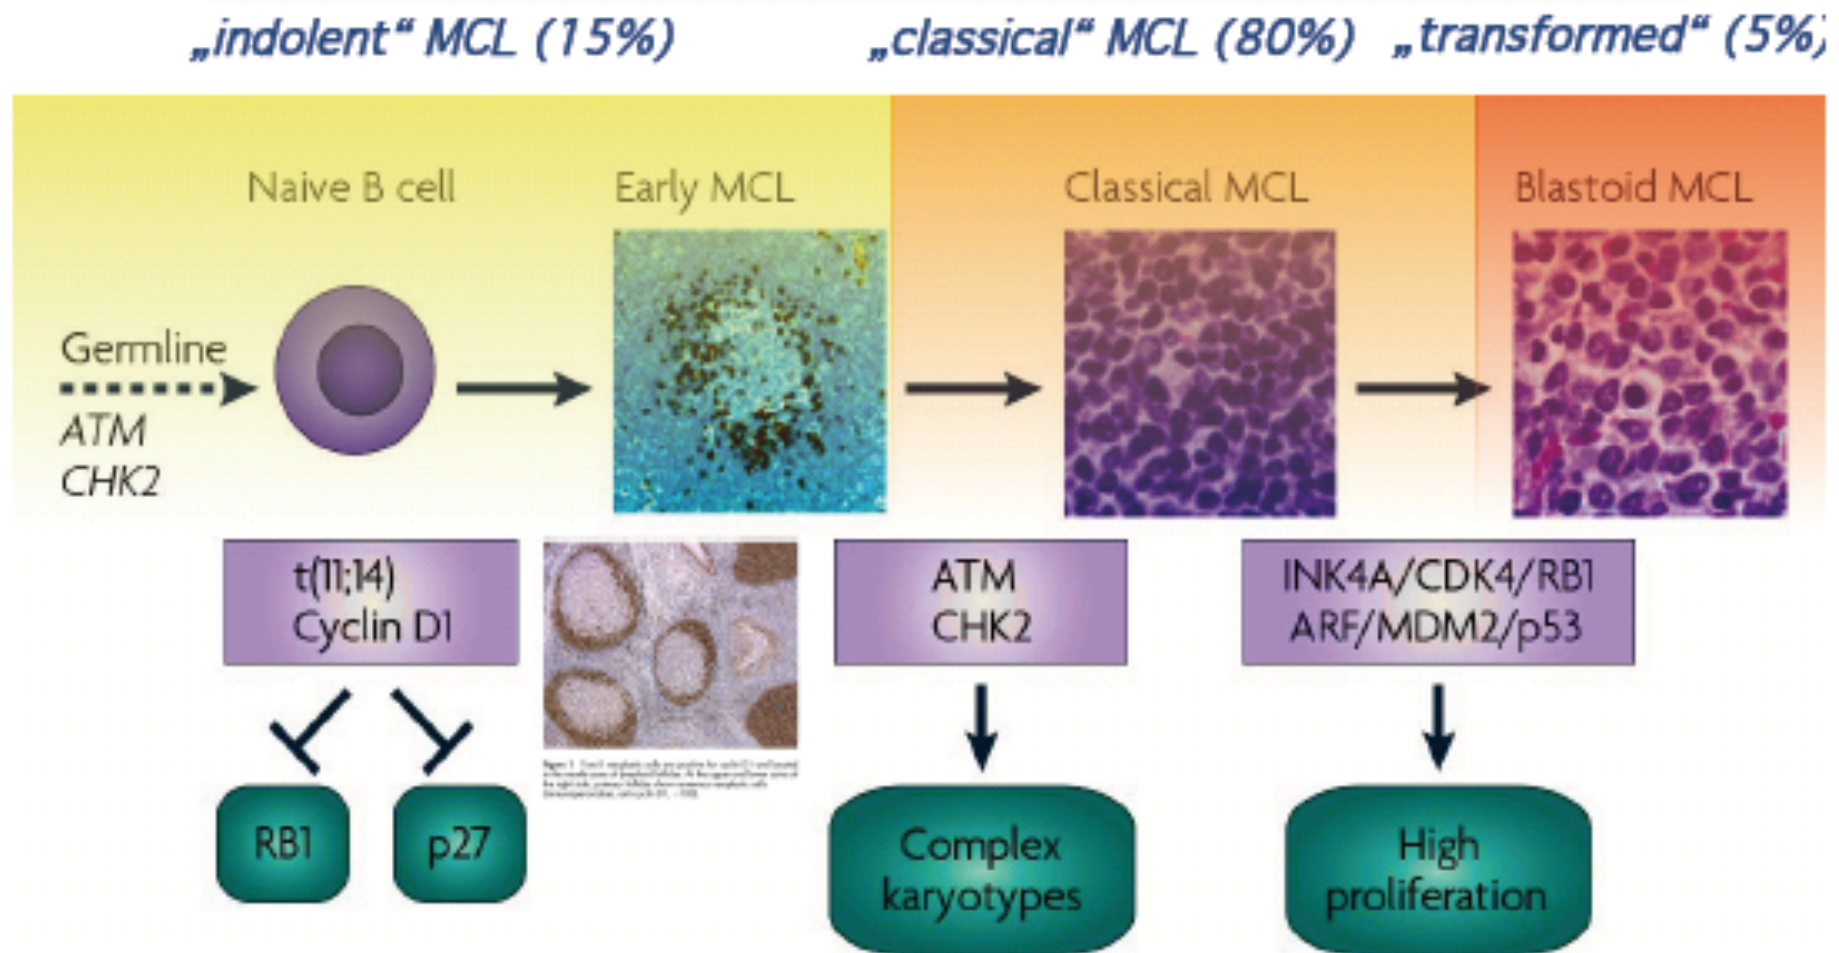 „indolent“ MCL (15%)
„classical“ MCL (80%)
„transformed“ (5%)
Naive B cell
Early MCL
Classical MCL
Blastoid MCL
Germline
ATM
CHK2
t(11;14)
Cyclin D1
ATM
CHK2
INK4A/CDK4/RB1
ARF/MDM2/p53
RB1
p27
Complex
karyotypes
High
proliferation